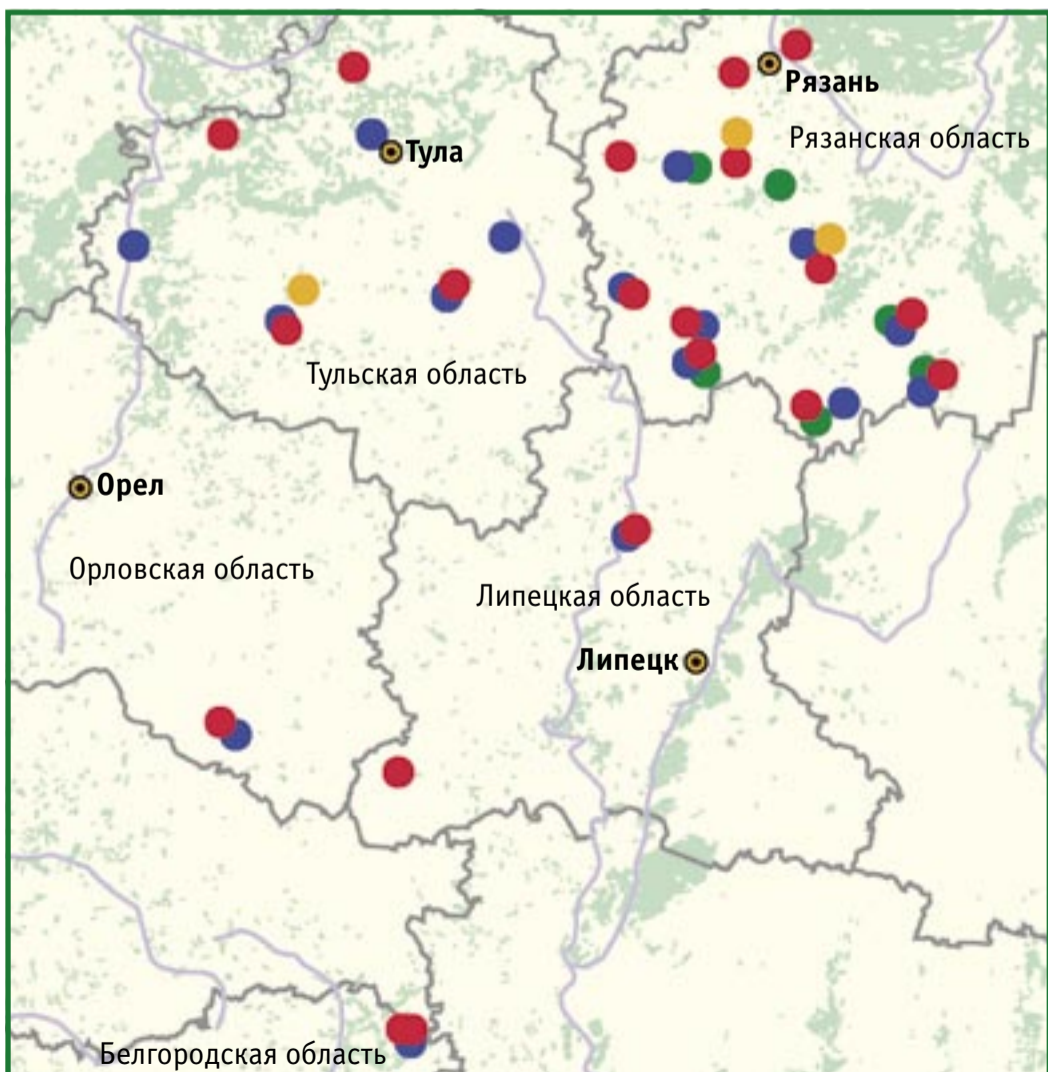 Рязань
Рязанская область
Тула
Тульская область
Орел
Орловская область
Липецкая область
Липецк
Белгородская область